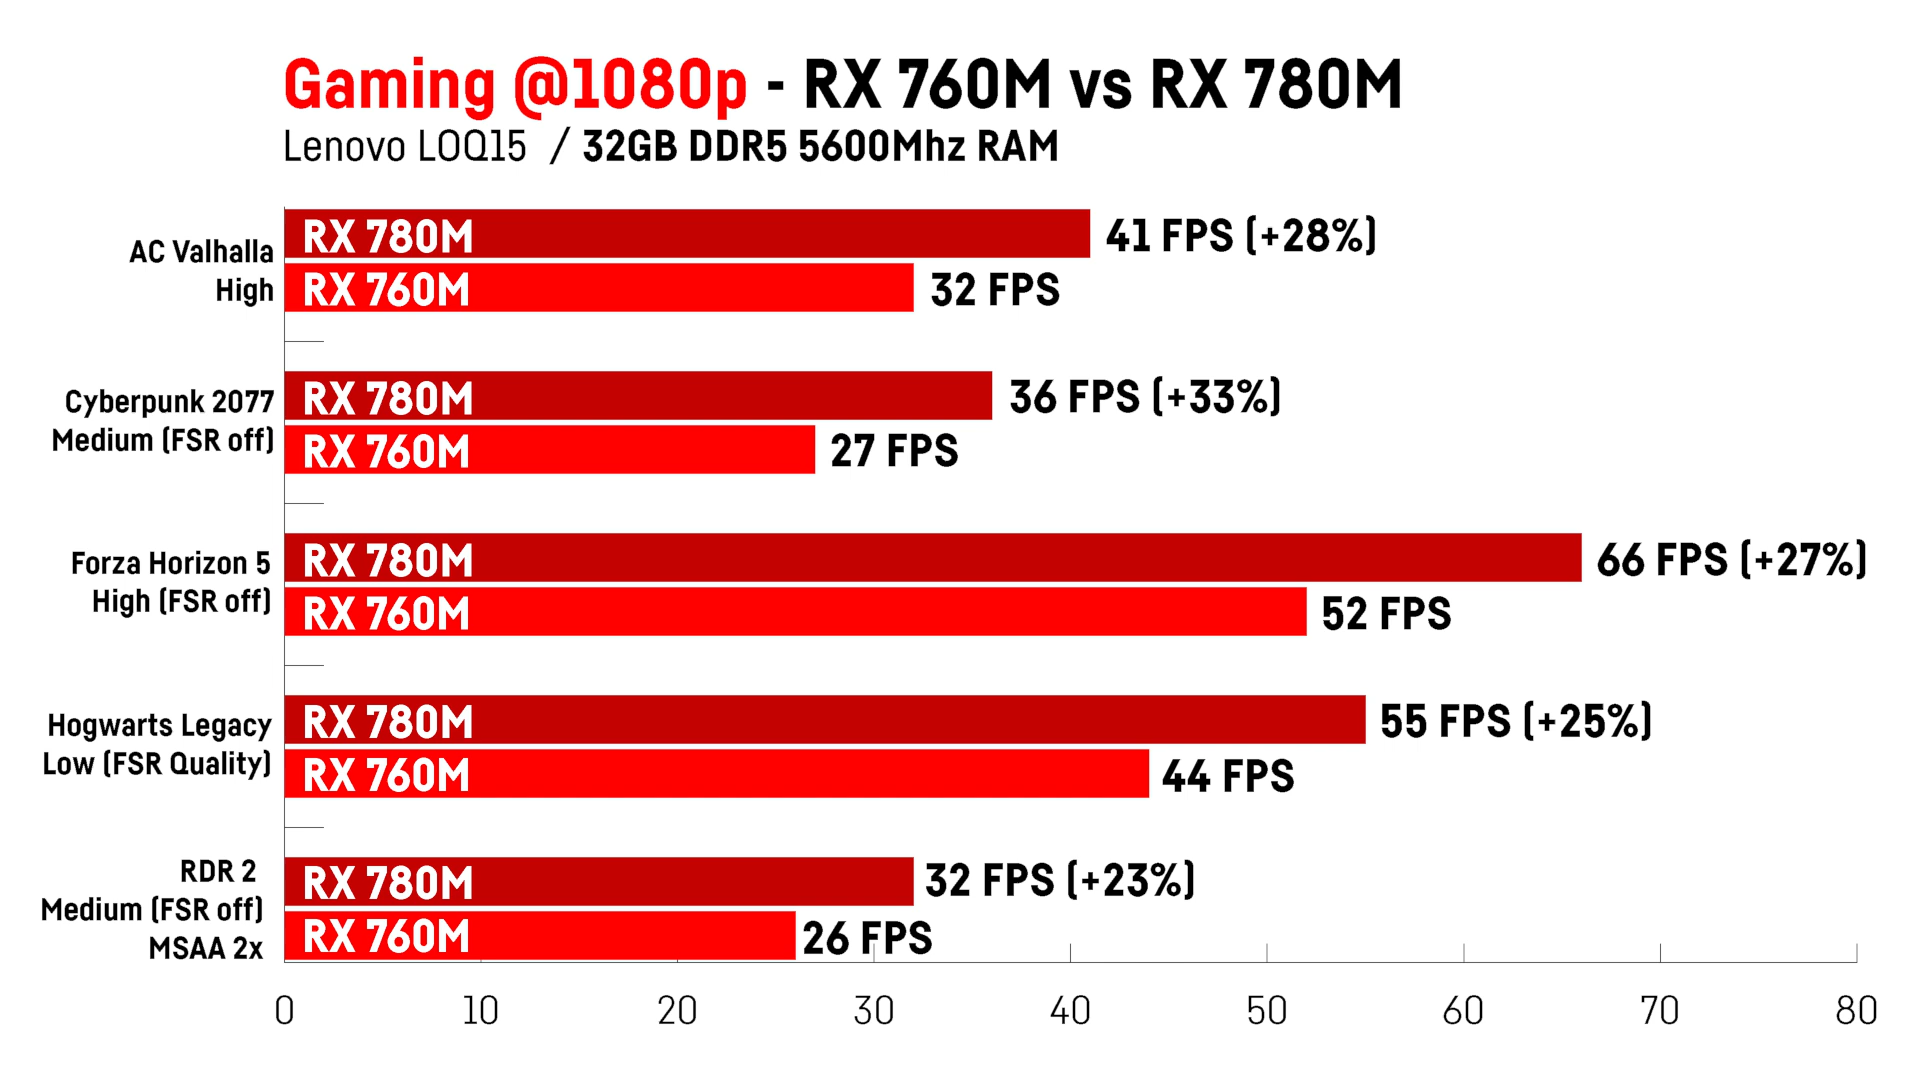 Gaming @1080p - RX 760M vs RX 780M
Lenovo LOQ15 / 32GB DDR5 5600Mhz RAM
AC Valhalla
High
RX 780M
41 FPS (+28%)
RX 760M
32 FPS
Cyberpunk 2077
Medium (FSR off)
RX 780M
36 FPS (+33%)
RX 760M
27 FPS
Forza Horizon 5
High (FSR off)
RX 780M
66 FPS (+27%)
RX 760M
52 FPS
Hogwarts Legacy
Low (FSR Quality)
RX 780M
55 FPS (+25%)
RX 760M
44 FPS
RDR 2
Medium (FSR off)
MSAA 2x
RX 780M
32 FPS (+23%)
RX 760M
26 FPS
0 10 20 30 40 50 60 70 80